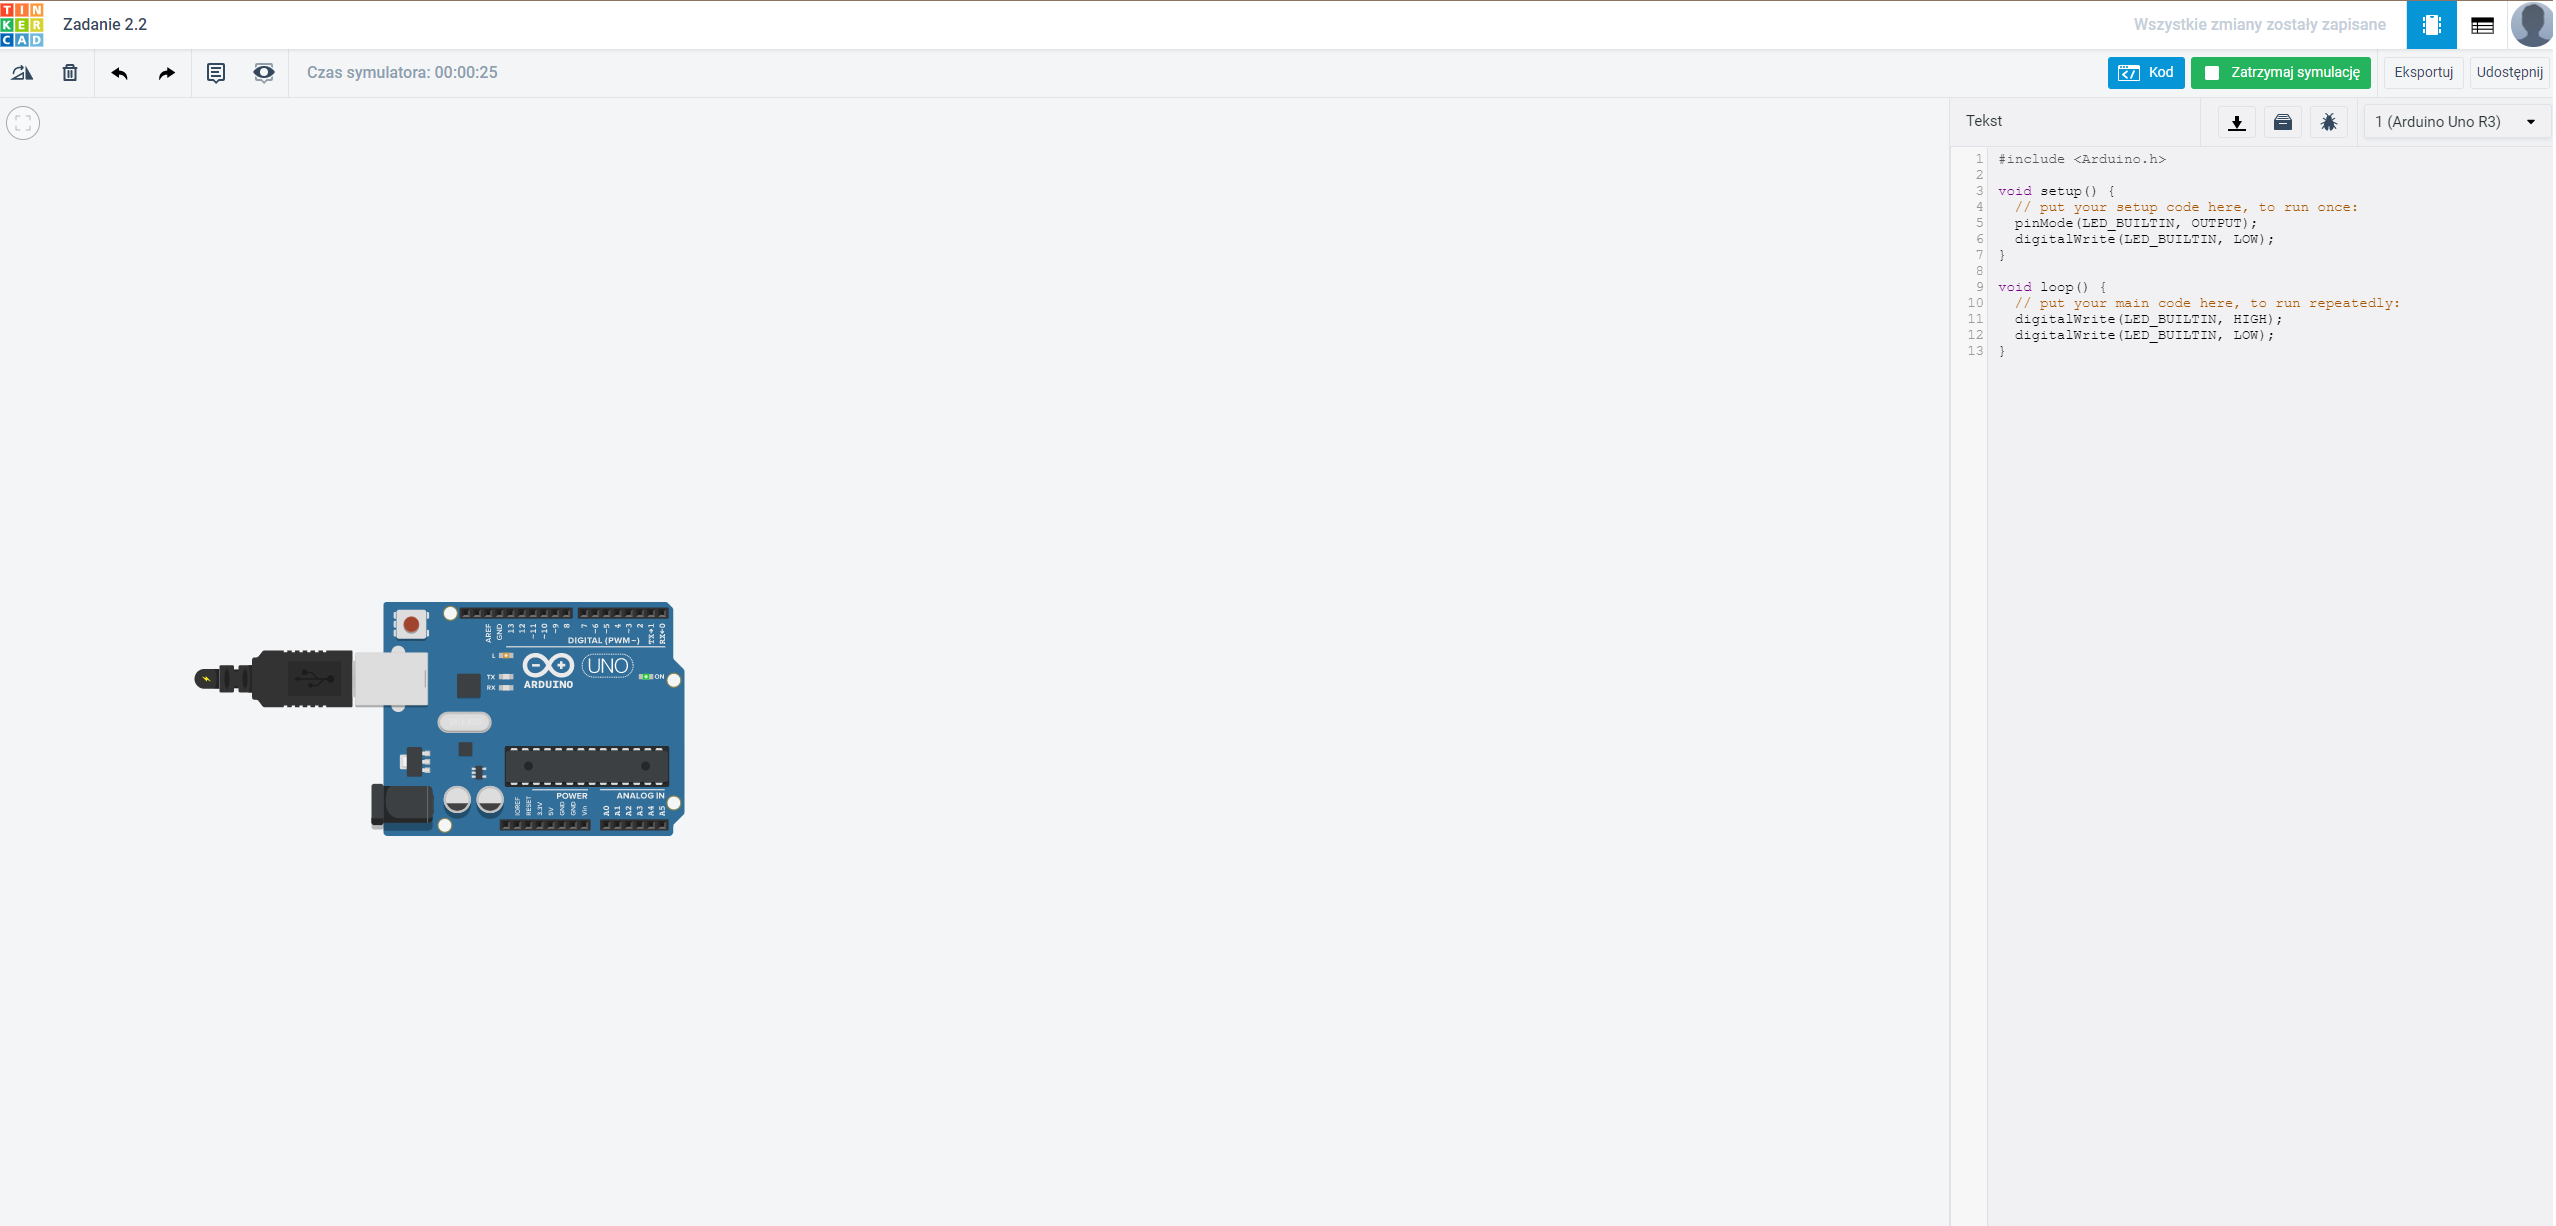 TIN
KER
CAD
Zadanie 2.2
Wszystkie zmiany zostały zapisane
Czas symulatora: 00:00:25
Kod
Zatrzymaj symulację
Eksportuj
Udostępnij
Tekst
1 (Arduino Uno R3)
1 #include <Arduino.h>
2
3 void setup() {
4 // put your setup code here, to run once:
5 pinMode(LED_BUILTIN, OUTPUT);
6 digitalWrite(LED_BUILTIN, LOW);
7 }
8
9 void loop() {
10 // put your main code here, to run repeatedly:
11 digitalWrite(LED_BUILTIN, HIGH);
12 digitalWrite(LED_BUILTIN, LOW);
13 }
AREF GND 13 12 ~11 ~10 ~9 8 7 ~6 ~5 4 ~3 2 TX→1 RX←0
DIGITAL (PWM~)
L
UNO
TX
ON
RX
ARDUINO
POWER
ANALOG IN
IOREF RESET 3.3V 5V GND GND Vin A0 A1 A2 A3 A4 A5